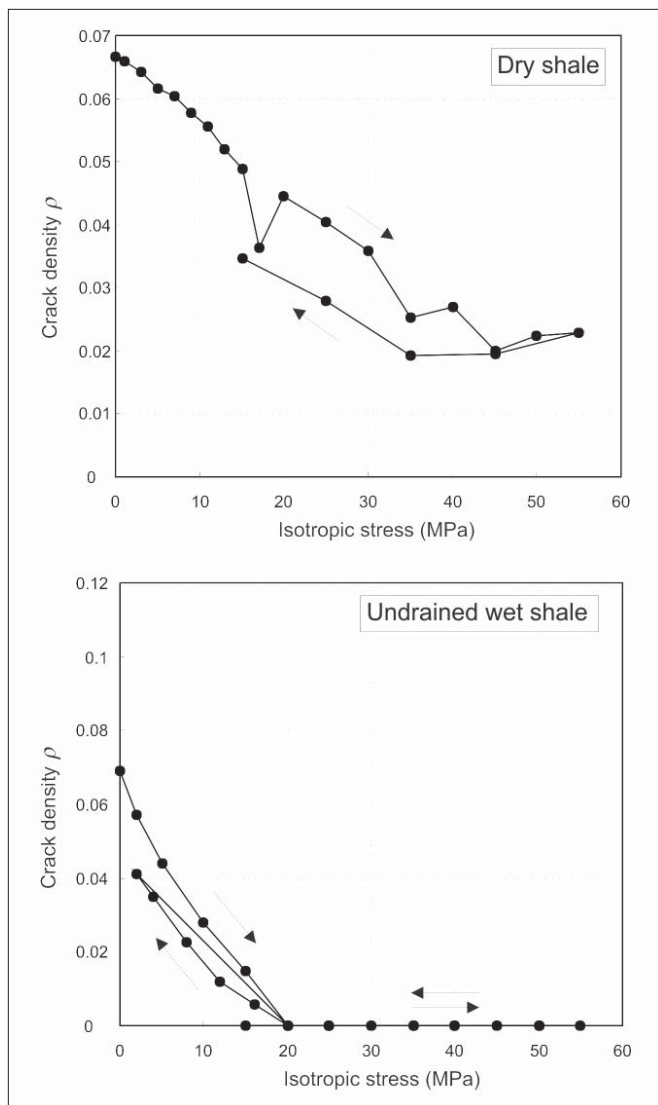 0.07
Dry shale
0.06
0.05
0.04
0.03
0.02
0.01
0
Crack density ρ
0 10 20 30 40 50 60
Isotropic stress (MPa)
0.12
Undrained wet shale
0.1
0.08
0.06
0.04
0.02
0
Crack density ρ
0 10 20 30 40 50 60
Isotropic stress (MPa)